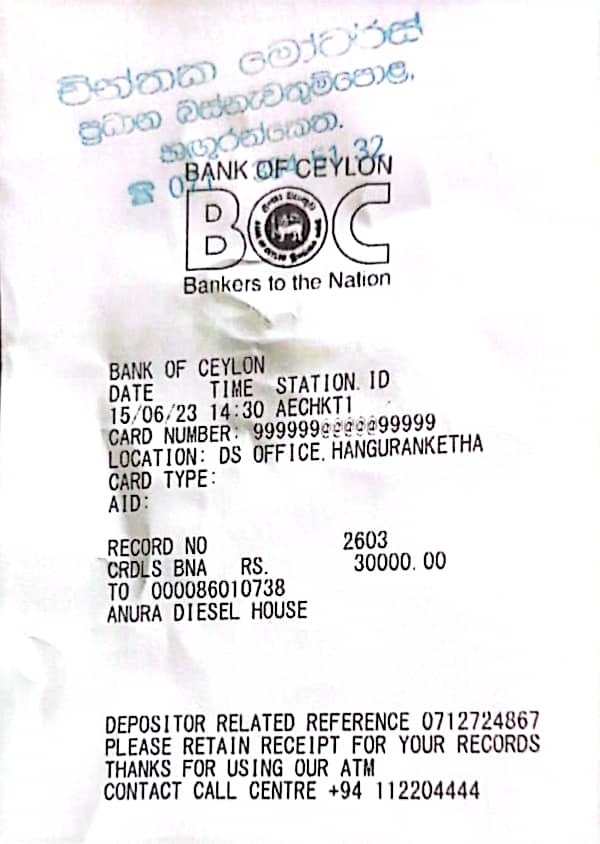 චින්තක මෝටර්ස්
ප්‍රධාන බස්නැවතුම්පොළ,
හඟුරන්කෙත.
☎
BANK OF CEYLON
BOC
Bankers to the Nation
BANK OF CEYLON
DATE TIME STATION.ID
15/06/23 14:30 AECHKT1
CARD NUMBER: 999999@@@@@99999
LOCATION: DS OFFICE.HANGURANKETHA
CARD TYPE:
AID:
RECORD NO 2603
CRDLS BNA RS. 30000.00
TO 000086010738
ANURA DIESEL HOUSE
DEPOSITOR RELATED REFERENCE 0712724867
PLEASE RETAIN RECEIPT FOR YOUR RECORDS
THANKS FOR USING OUR ATM
CONTACT CALL CENTRE +94 112204444